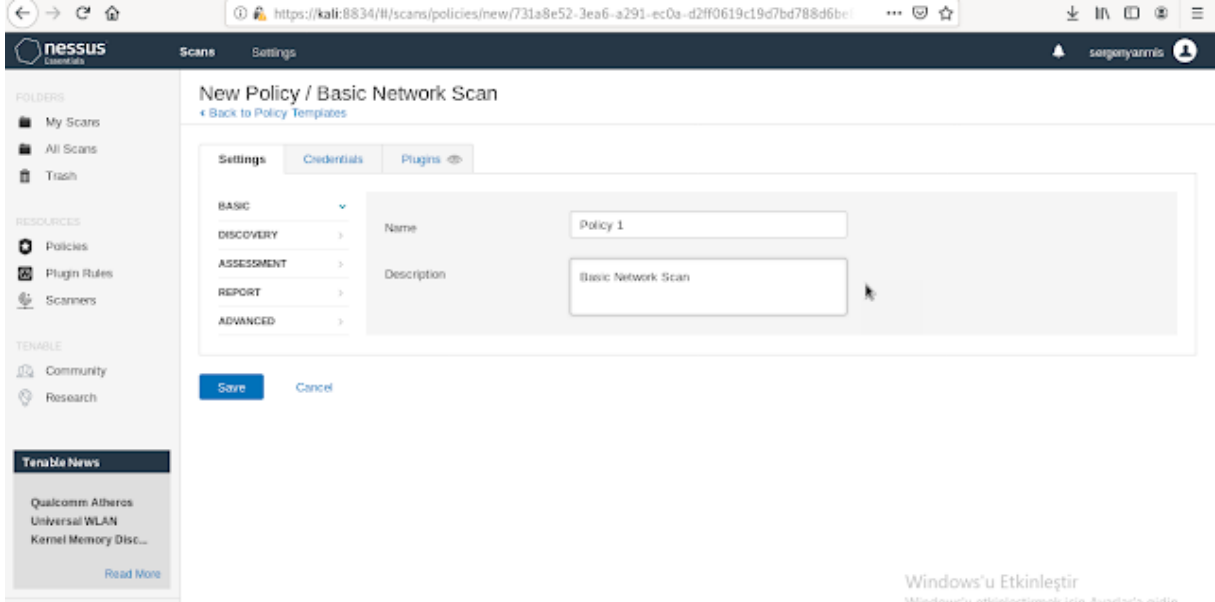 https://kali:8834/#/scans/policies/new/731a8e52-3ea6-a291-ec0a-d2ff0619c19d7bd788d6be
nessus
Essentials
Scans
Settings
sergenyanmis
FOLDERS
My Scans
All Scans
Trash
RESOURCES
Policies
Plugin Rules
Scanners
TENABLE
Community
Research
Tenable News
Qualcomm Atheros
Universal WLAN
Kernel Memory Disc...
Read More
New Policy / Basic Network Scan
Back to Policy Templates
Settings
Credentials
Plugins
BASIC
DISCOVERY
ASSESSMENT
REPORT
ADVANCED
Name
Policy 1
Description
Basic Network Scan
Save
Cancel
Windows'u Etkinleştir